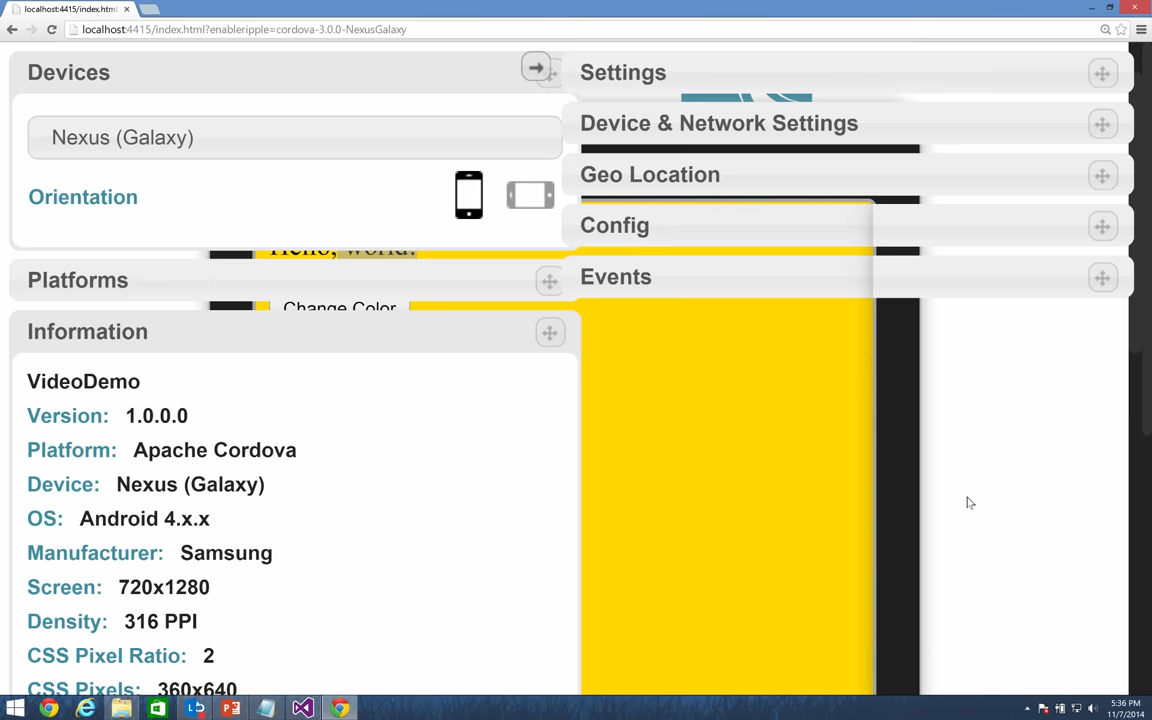 localhost:4415/index.html
localhost:4415/index.html?enableripple=cordova-3.0.0-NexusGalaxy
Devices
Nexus (Galaxy)
Orientation
Hello, world!
Platforms
Change Color
Information
VideoDemo
Version: 1.0.0.0
Platform: Apache Cordova
Device: Nexus (Galaxy)
OS: Android 4.x.x
Manufacturer: Samsung
Screen: 720x1280
Density: 316 PPI
CSS Pixel Ratio: 2
CSS Pixels: 360x640
Settings
Device & Network Settings
Geo Location
Config
Events
5:36 PM
11/7/2014